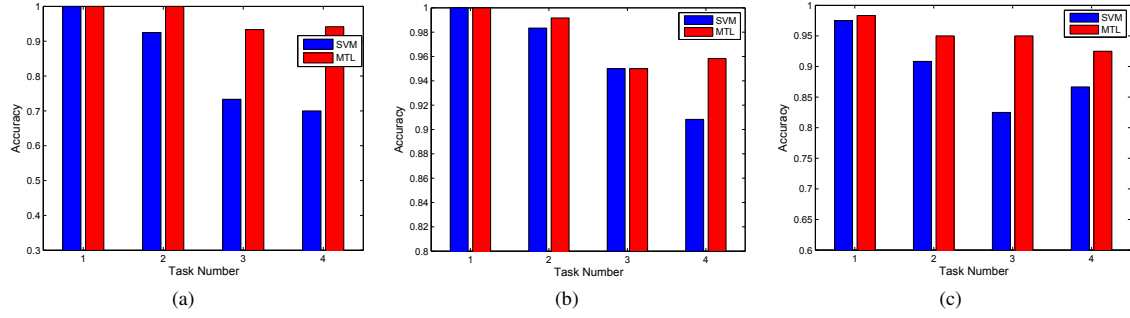 1
0.9
0.8
0.7
0.6
0.5
0.4
0.3
Accuracy
1
2
3
4
Task Number
SVM
MTL
(a)
1
0.98
0.96
0.94
0.92
0.9
0.88
0.86
0.84
0.82
0.8
Accuracy
1
2
3
4
Task Number
SVM
MTL
(b)
1
0.95
0.9
0.85
0.8
0.75
0.7
0.65
0.6
Accuracy
1
2
3
4
Task Number
SVM
MTL
(c)